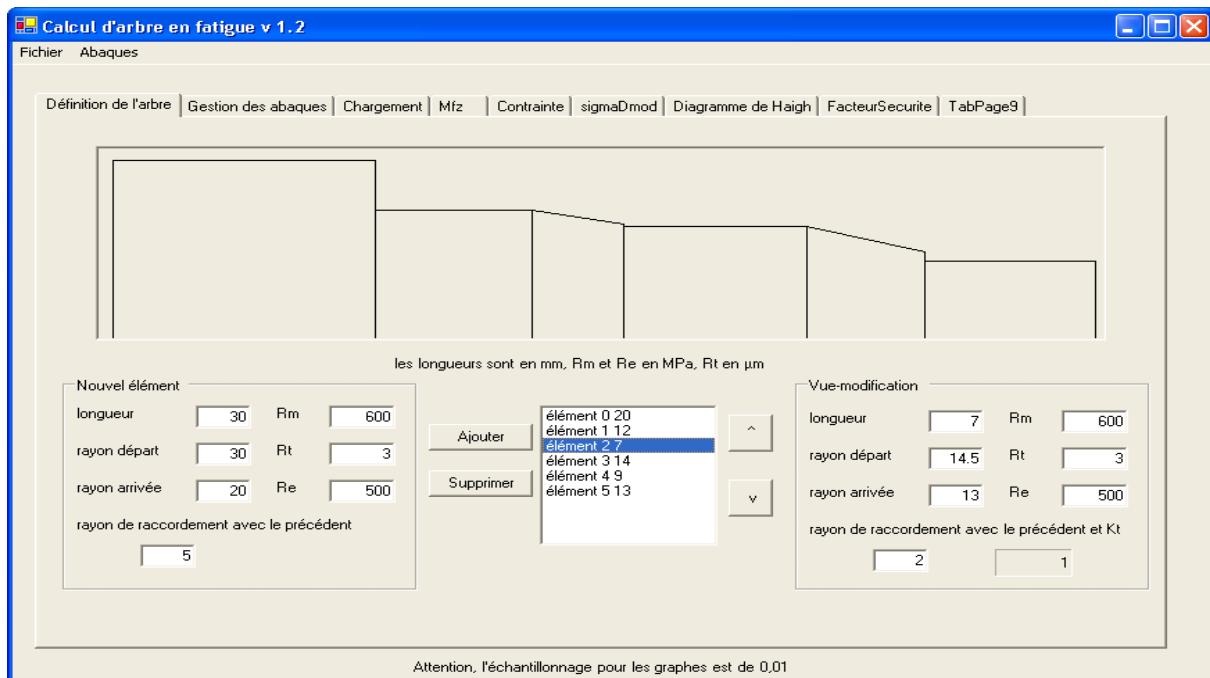 Calcul d'arbre en fatigue v 1.2
Fichier Abaques
Définition de l'arbre Gestion des abaques Chargement Mfz Contrainte sigmaDmod Diagramme de Haigh FacteurSecurite TabPage9
les longueurs sont en mm, Rm et Re en MPa, Rt en µm
Nouvel élément
longueur 30 Rm 600
rayon départ 30 Rt 3
rayon arrivée 20 Re 500
rayon de raccordement avec le précédent
5
Ajouter
Supprimer
élément 0 20
élément 1 12
élément 2 7
élément 3 14
élément 4 9
élément 5 13
^
v
Vue-modification
longueur 7 Rm 600
rayon départ 14.5 Rt 3
rayon arrivée 13 Re 500
rayon de raccordement avec le précédent et Kt
2 1
Attention, l'échantillonnage pour les graphes est de 0,01